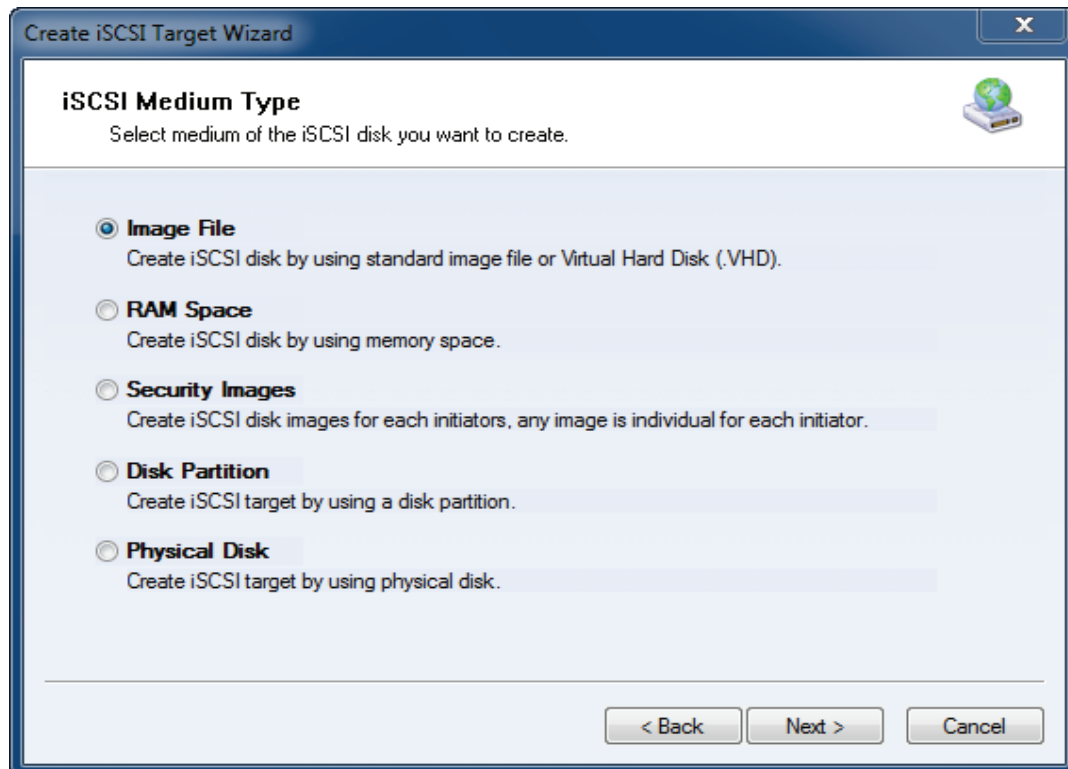 Create iSCSI Target Wizard
X
iSCSI Medium Type
Select medium of the iSCSI disk you want to create.
Image File
Create iSCSI disk by using standard image file or Virtual Hard Disk (.VHD).
RAM Space
Create iSCSI disk by using memory space.
Security Images
Create iSCSI disk images for each initiators, any image is individual for each initiator.
Disk Partition
Create iSCSI target by using a disk partition.
Physical Disk
Create iSCSI target by using physical disk.
< Back Next > Cancel